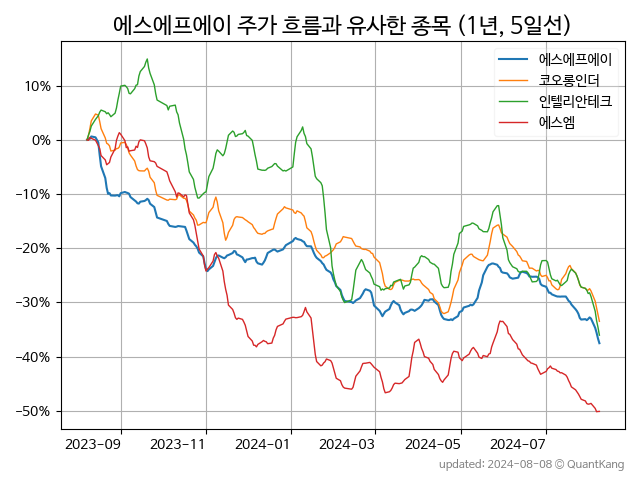 에스에프에이 주가 흐름과 유사한 종목 (1년, 5일선)
에스에프에이
코오롱인더
인텔리안테크
에스엠
10%
0%
−10%
−20%
−30%
−40%
−50%
2023-09 2023-11 2024-01 2024-03 2024-05 2024-07
updated: 2024-08-08 © QuantKang